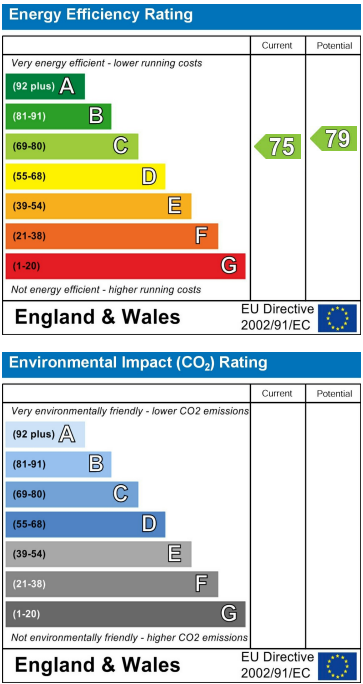 Energy Efficiency Rating
Current Potential
Very energy efficient - lower running costs
(92 plus) A
(81-91) B
(69-80) C
75 79
(55-68) D
(39-54) E
(21-38) F
(1-20) G
Not energy efficient - higher running costs
England & Wales
EU Directive
2002/91/EC
Environmental Impact (CO₂) Rating
Current Potential
Very environmentally friendly - lower CO2 emissions
(92 plus) A
(81-91) B
(69-80) C
(55-68) D
(39-54) E
(21-38) F
(1-20) G
Not environmentally friendly - higher CO2 emissions
England & Wales
EU Directive
2002/91/EC